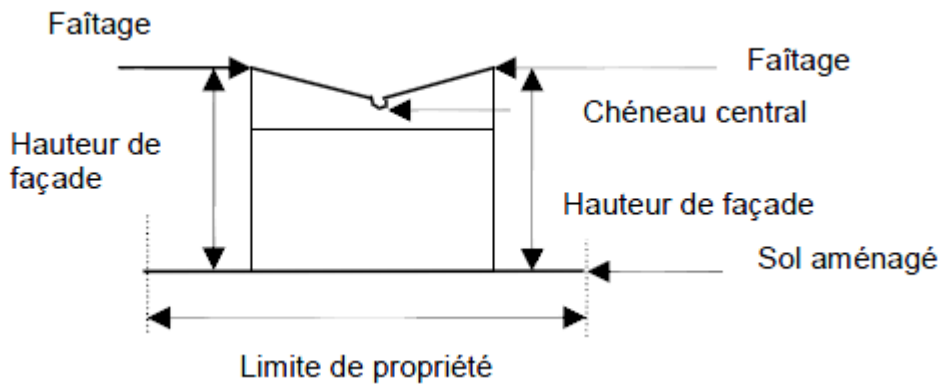 Faîtage
Faîtage
Chéneau central
Hauteur de
façade
Hauteur de façade
Sol aménagé
Limite de propriété